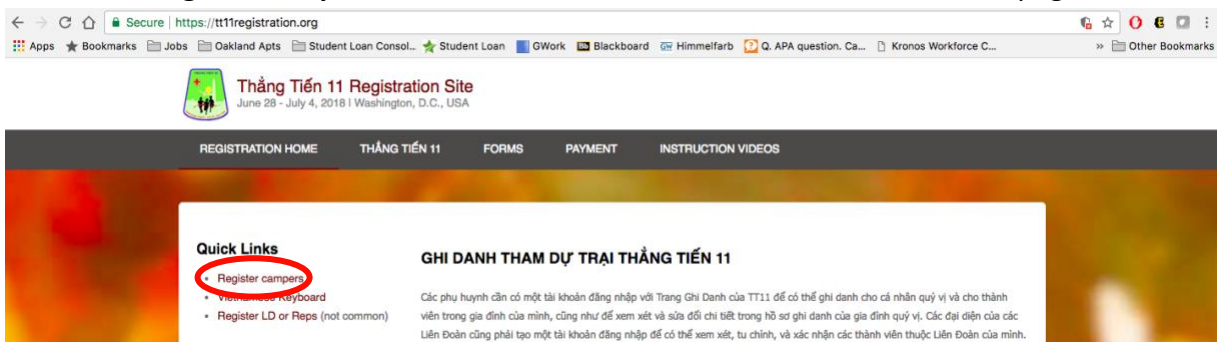 Secure | https://tt11registration.org
Apps Bookmarks Jobs Oakland Apts Student Loan Consol... Student Loan GWork Blackboard Himmelfarb Q. APA question. Ca... Kronos Workforce C... » Other Bookmarks
Thẳng Tiến 11 Registration Site
June 28 - July 4, 2018 | Washington, D.C., USA
REGISTRATION HOME THẲNG TIẾN 11 FORMS PAYMENT INSTRUCTION VIDEOS
Quick Links
Register campers
Vietnamese Keyboard
Register LD or Reps (not common)
GHI DANH THAM DỰ TRẠI THẲNG TIẾN 11
Các phụ huynh cần có một tài khoản đăng nhập với Trang Ghi Danh của TT11 để có thể ghi danh cho cá nhân quý vị và cho thành
viên trong gia đình của mình, cũng như để xem xét và sửa đổi chi tiết trong hồ sơ ghi danh của gia đình quý vị. Các đại diện của các
Liên Đoàn cũng phải tạo một tài khoản đăng nhập để có thể xem xét, tu chỉnh, và xác nhận các thành viên thuộc Liên Đoàn của mình.